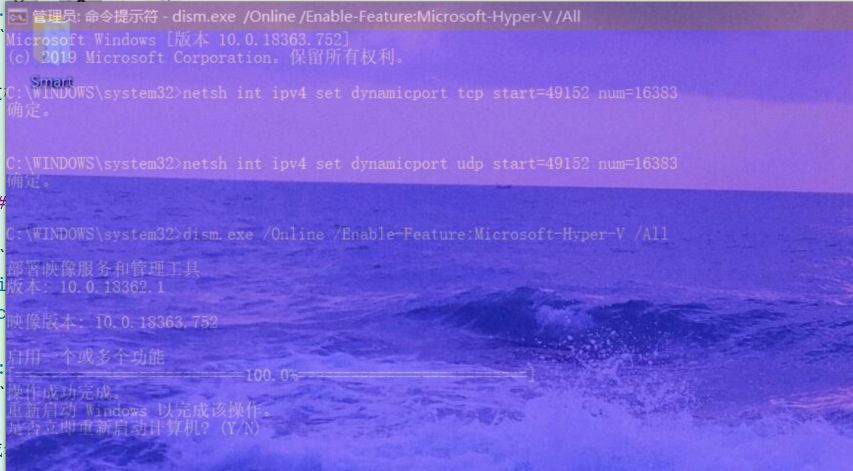 管理员: 命令提示符 - dism.exe /Online /Enable-Feature:Microsoft-Hyper-V /All
Microsoft Windows [版本 10.0.18363.752]
(c) 2019 Microsoft Corporation。保留所有权利。
Smart
C:\WINDOWS\system32>netsh int ipv4 set dynamicport tcp start=49152 num=16383
确定。
C:\WINDOWS\system32>netsh int ipv4 set dynamicport udp start=49152 num=16383
确定。
C:\WINDOWS\system32>dism.exe /Online /Enable-Feature:Microsoft-Hyper-V /All
部署映像服务和管理工具
版本: 10.0.18362.1
映像版本: 10.0.18363.752
启用一个或多个功能
[==========================100.0%==========================]
操作成功完成。
重新启动 Windows 以完成该操作。
是否立即重新启动计算机? (Y/N)